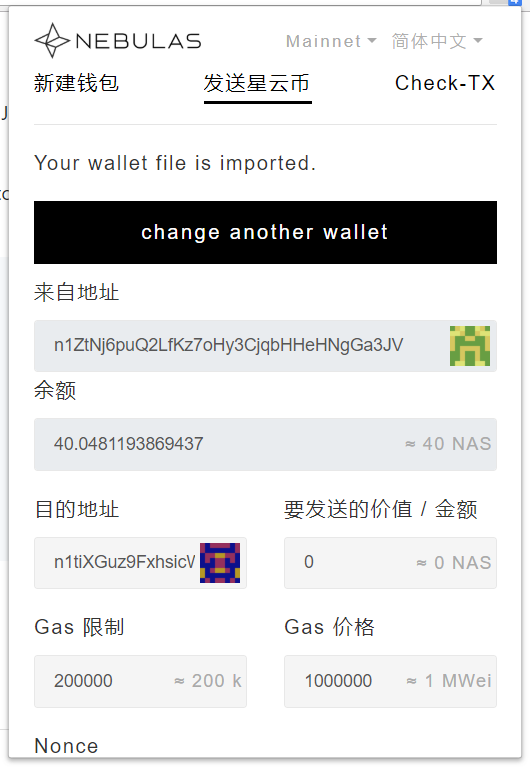 NEBULAS
Mainnet 简体中文
新建钱包 发送星云币 Check-TX
Your wallet file is imported.
change another wallet
来自地址
n1ZtNj6puQ2LfKz7oHy3CjqbHHeHNgGa3JV
余额
40.0481193869437 ≈ 40 NAS
目的地址 要发送的价值 / 金额
n1tiXGuz9FxhsicW 0 ≈ 0 NAS
Gas 限制 Gas 价格
200000 ≈ 200 k 1000000 ≈ 1 MWei
Nonce